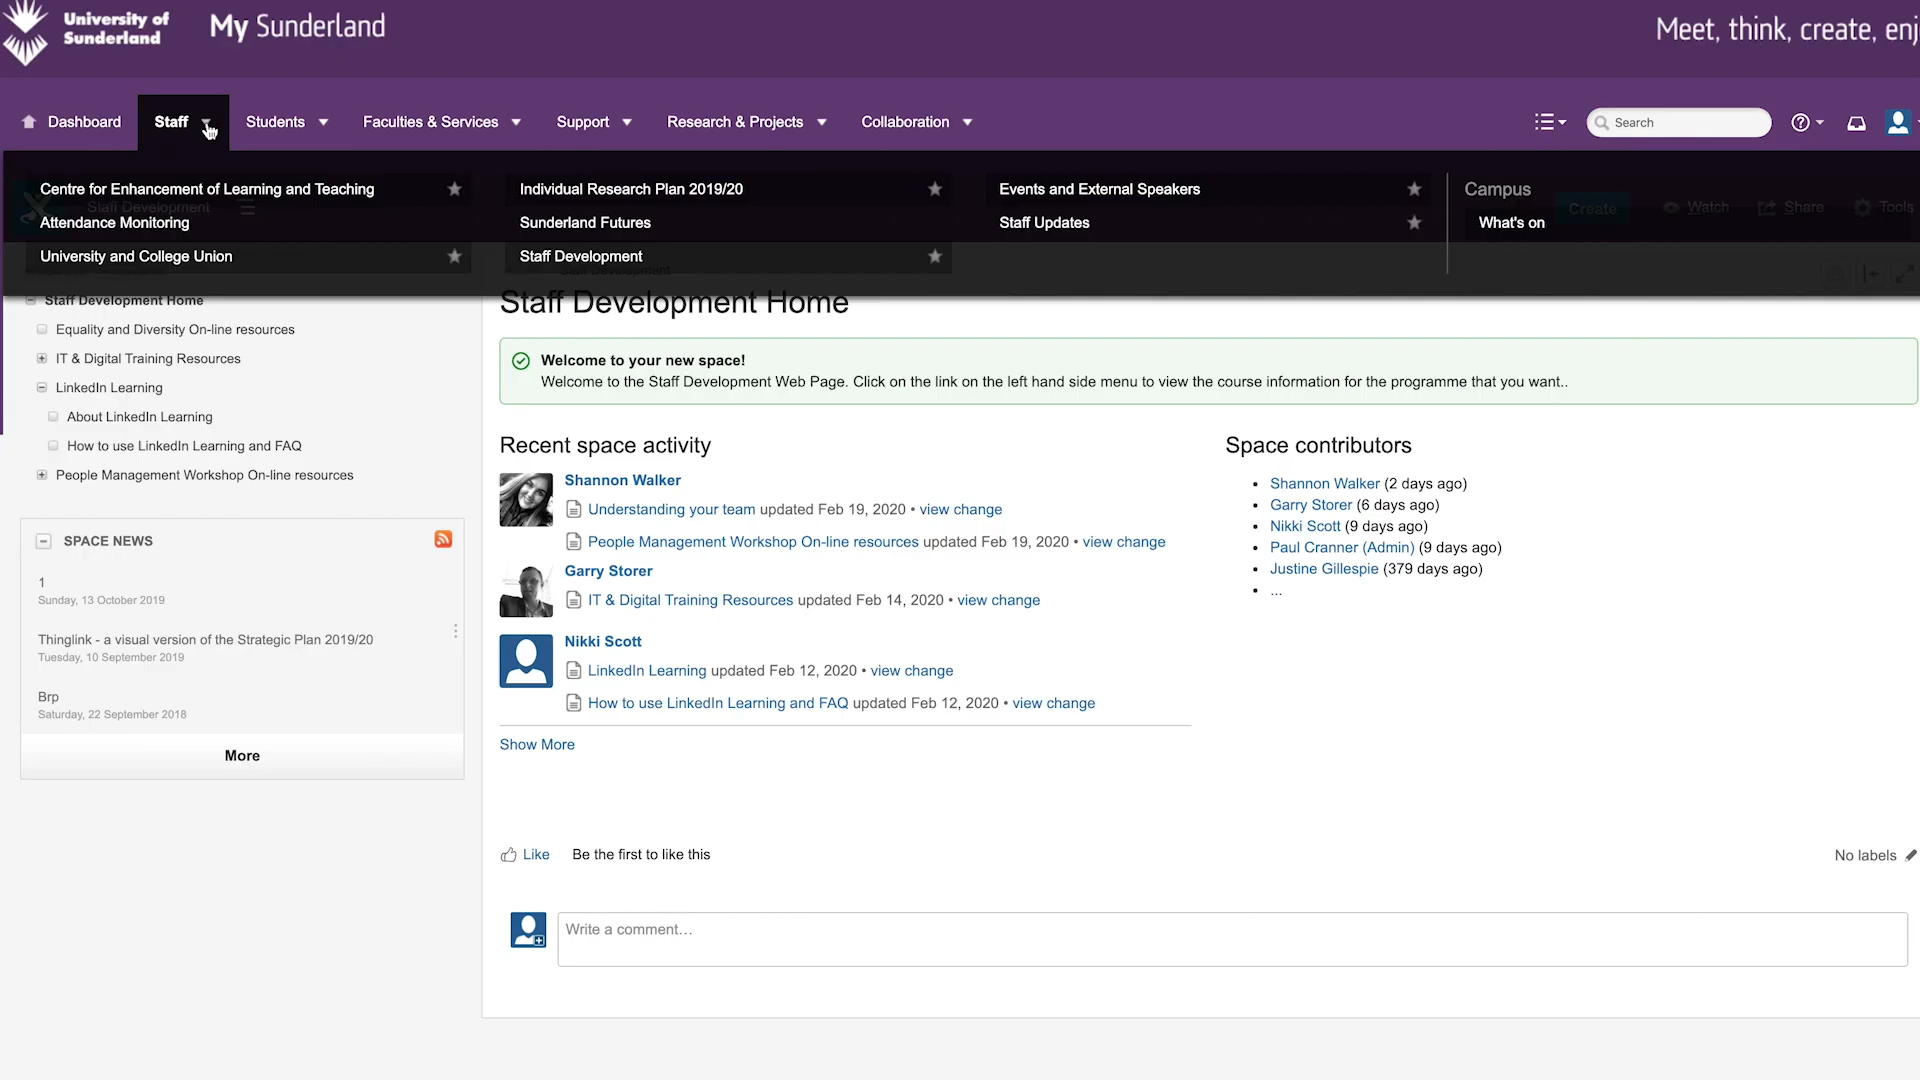 University of
Sunderland
My Sunderland
Meet, think, create, enj
Dashboard
Staff
Students
Faculties & Services
Support
Research & Projects
Collaboration
Search
Centre for Enhancement of Learning and Teaching
Individual Research Plan 2019/20
Events and External Speakers
Campus
Staff Development
Create
Watch
Share
Tools
Attendance Monitoring
Sunderland Futures
Staff Updates
What's on
University and College Union
Staff Development
Staff Development
Staff Development Home
Equality and Diversity On-line resources
IT & Digital Training Resources
LinkedIn Learning
About LinkedIn Learning
How to use LinkedIn Learning and FAQ
People Management Workshop On-line resources
SPACE NEWS
1
Sunday, 13 October 2019
Thinglink - a visual version of the Strategic Plan 2019/20
Tuesday, 10 September 2019
Brp
Saturday, 22 September 2018
More
Staff Development Home
Welcome to your new space!
Welcome to the Staff Development Web Page. Click on the link on the left hand side menu to view the course information for the programme that you want..
Recent space activity
Shannon Walker
Understanding your team updated Feb 19, 2020 • view change
People Management Workshop On-line resources updated Feb 19, 2020 • view change
Garry Storer
IT & Digital Training Resources updated Feb 14, 2020 • view change
Nikki Scott
LinkedIn Learning updated Feb 12, 2020 • view change
How to use LinkedIn Learning and FAQ updated Feb 12, 2020 • view change
Show More
Space contributors
Shannon Walker (2 days ago)
Garry Storer (6 days ago)
Nikki Scott (9 days ago)
Paul Cranner (Admin) (9 days ago)
Justine Gillespie (379 days ago)
...
Like
Be the first to like this
No labels
Write a comment…